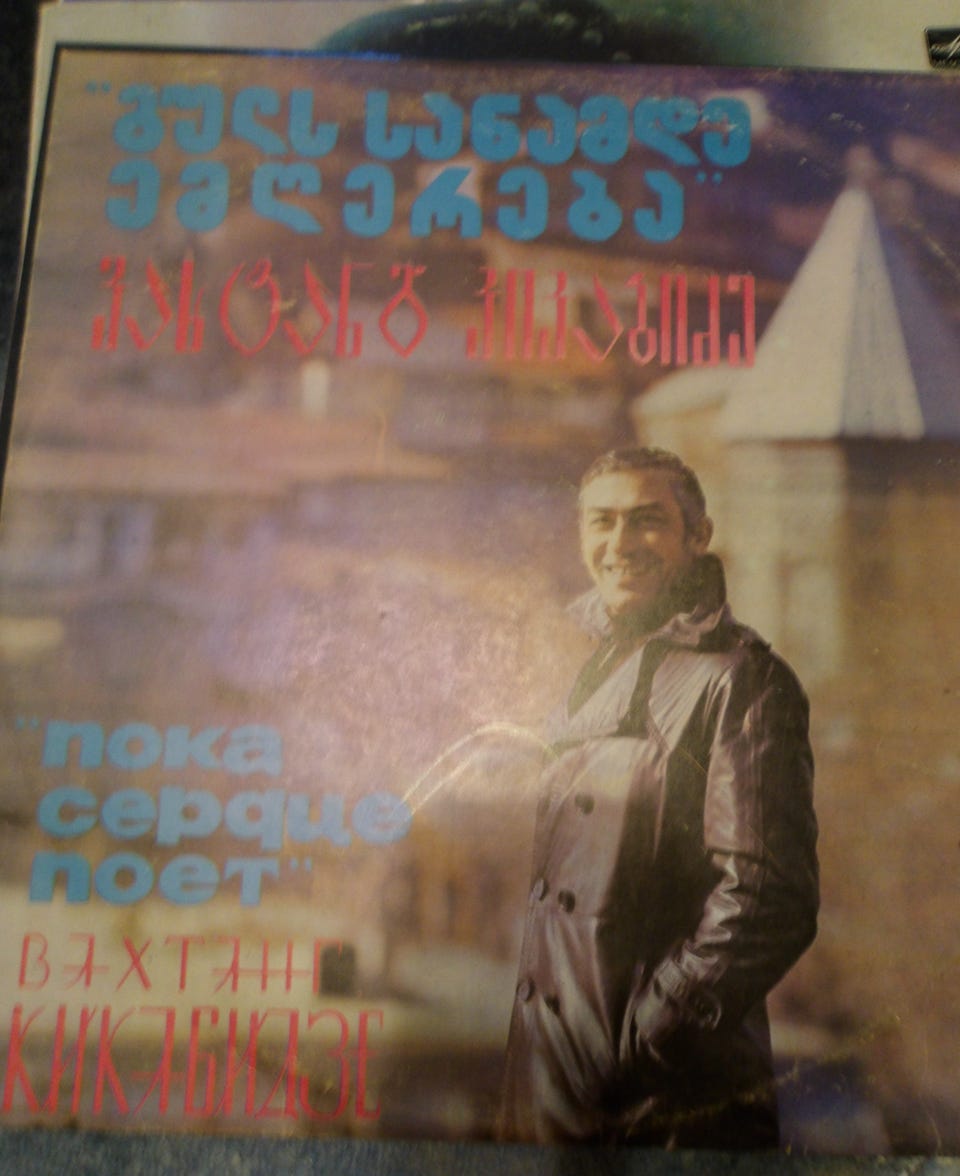 "გულს სანამდე
ემღერება"
ვახტანგ კიკაბიძე
"пока
сердце
поет"
ВАХТАНГ
КИКАБИДЗЕ